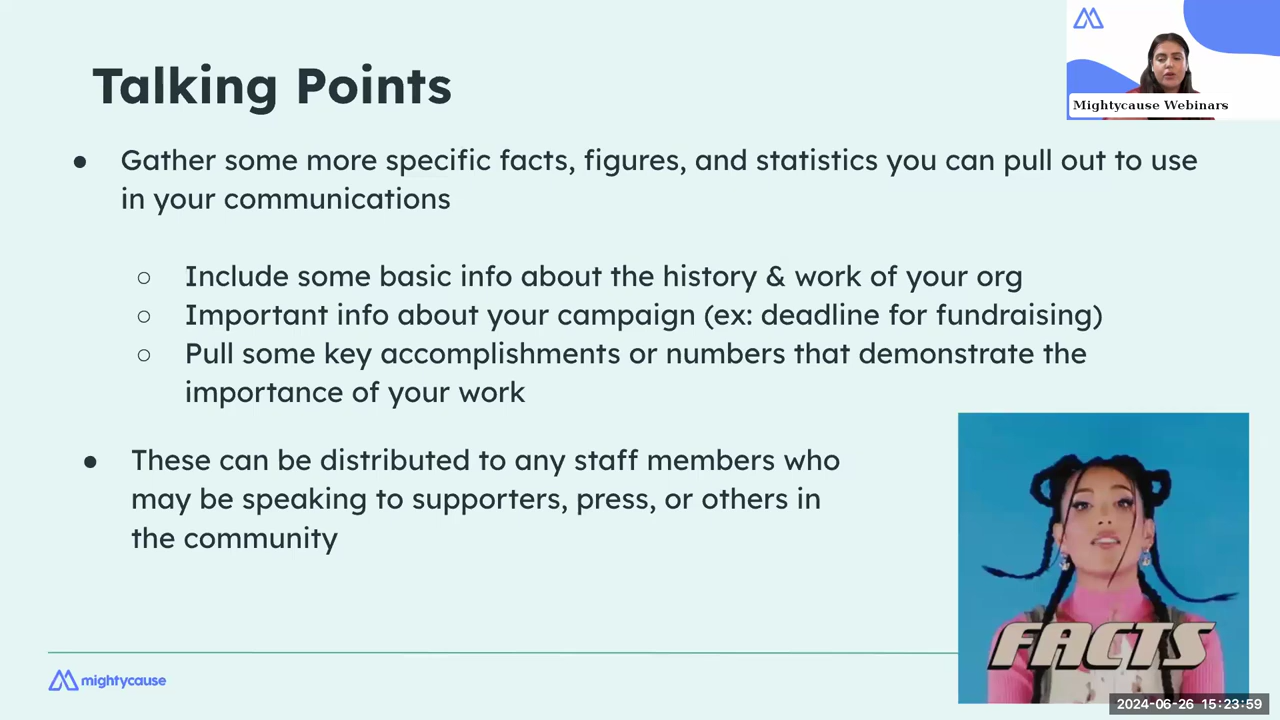 Talking Points
Mightycause Webinars
● Gather some more specific facts, figures, and statistics you can pull out to use
in your communications
○ Include some basic info about the history & work of your org
○ Important info about your campaign (ex: deadline for fundraising)
○ Pull some key accomplishments or numbers that demonstrate the
importance of your work
● These can be distributed to any staff members who
may be speaking to supporters, press, or others in
the community
FACTS
mightycause
2024-06-26 15:23:59